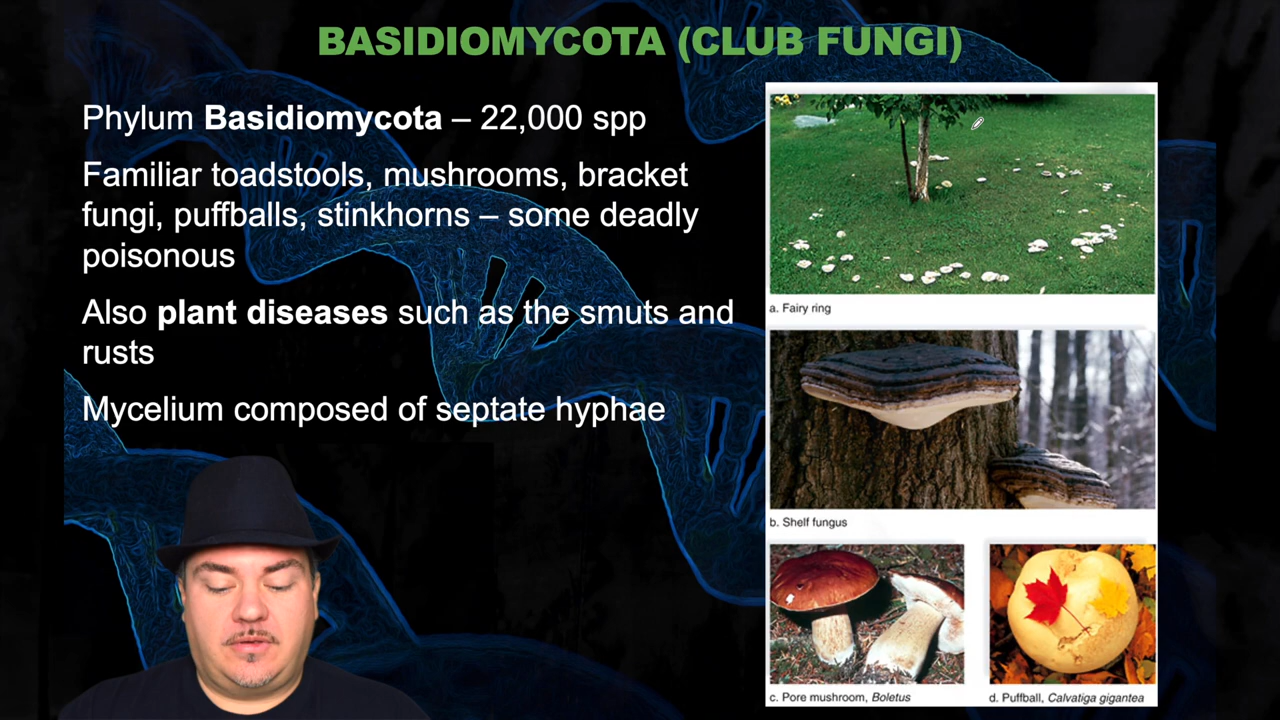 BASIDIOMYCOTA (CLUB FUNGI)
Phylum Basidiomycota – 22,000 spp
Familiar toadstools, mushrooms, bracket
fungi, puffballs, stinkhorns – some deadly
poisonous
Also plant diseases such as the smuts and
rusts
Mycelium composed of septate hyphae
a. Fairy ring
b. Shelf fungus
c. Pore mushroom, Boletus
d. Puffball, Calvatiga gigantea